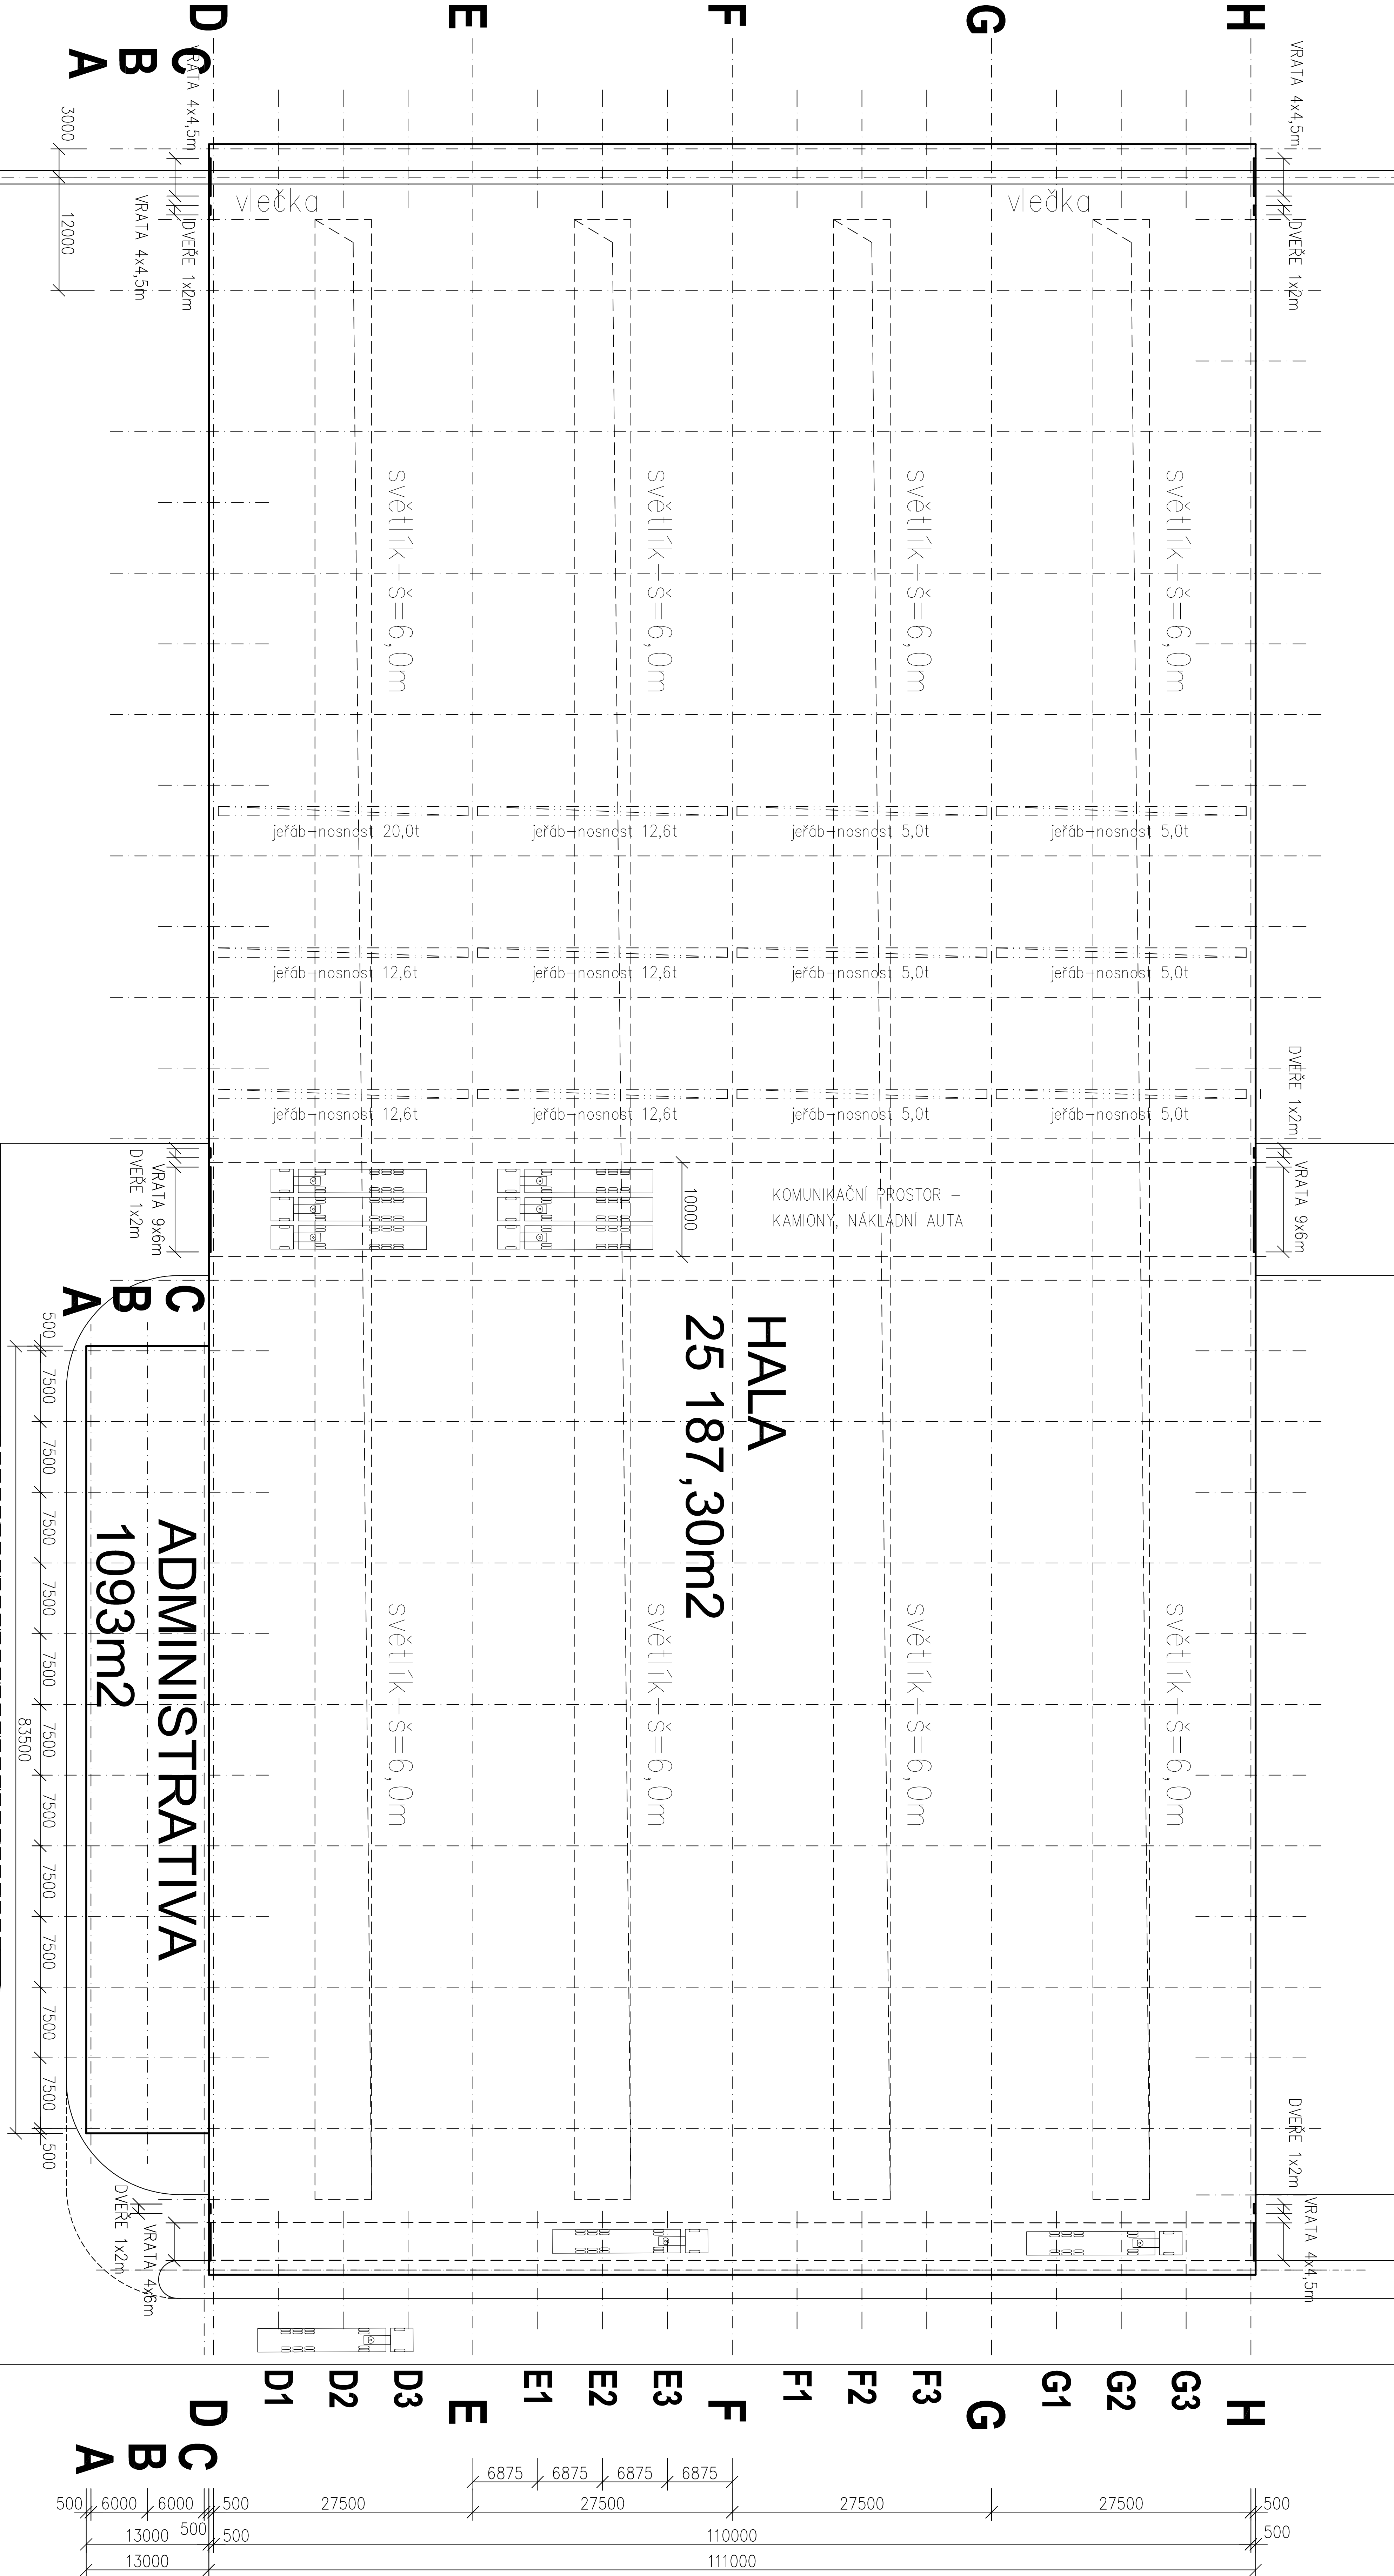 D
E
F
G
H
C
B
A
VRATA 4x4,5m
VRATA 4x4,5m
3000
12000
vlečka
vlečka
VRATA 4x4,5m
DVEŘE 1x2m
DVEŘE 1x2m
světlík-š=6,0m
světlík-š=6,0m
světlík-š=6,0m
světlík-š=6,0m
jeřáb-nosnost 20,0t
jeřáb-nosnost 12,6t
jeřáb-nosnost 5,0t
jeřáb-nosnost 5,0t
jeřáb-nosnost 12,6t
jeřáb-nosnost 12,6t
jeřáb-nosnost 5,0t
jeřáb-nosnost 5,0t
jeřáb-nosnost 12,6t
jeřáb-nosnost 12,6t
jeřáb-nosnost 5,0t
jeřáb-nosnost 5,0t
DVEŘE 1x2m
VRATA 9x6m
DVEŘE 1x2m
VRATA 9x6m
10000
KOMUNIKAČNÍ PROSTOR –
KAMIONY, NÁKLADNÍ AUTA
C
B
A
HALA
25 187,30m2
500
7500
7500
7500
7500
7500
7500
7500
7500
7500
7500
7500
500
83500
ADMINISTRATIVA
1093m2
světlík-š=6,0m
světlík-š=6,0m
světlík-š=6,0m
světlík-š=6,0m
DVEŘE 1x2m
VRATA 4x4,5m
DVEŘE 1x2m
VRATA 4x6m
D
D1
D2
D3
E
E1
E2
E3
F
F1
F2
F3
G
G1
G2
G3
H
C
B
A
6875
6875
6875
6875
500
6000
6000
500
27500
27500
27500
27500
500
13000
500
500
110000
500
13000
111000